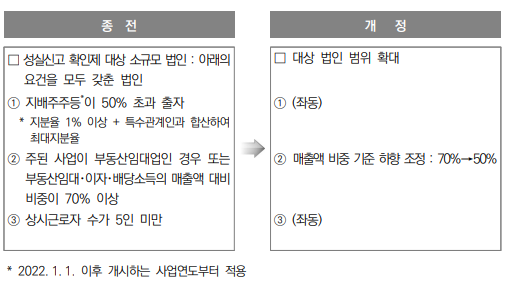 종 전
□ 성실신고 확인제 대상 소규모 법인 : 아래의
요건을 모두 갖춘 법인
① 지배주주등*이 50% 초과 출자
* 지분율 1% 이상 + 특수관계인과 합산하여
최대지분율
② 주된 사업이 부동산임대업인 경우 또는
부동산임대·이자·배당소득의 매출액 대비
비중이 70% 이상
③ 상시근로자 수가 5인 미만
개 정
□ 대상 법인 범위 확대
① (좌동)
② 매출액 비중 기준 하향 조정 : 70%→50%
③ (좌동)
* 2022. 1. 1. 이후 개시하는 사업연도부터 적용